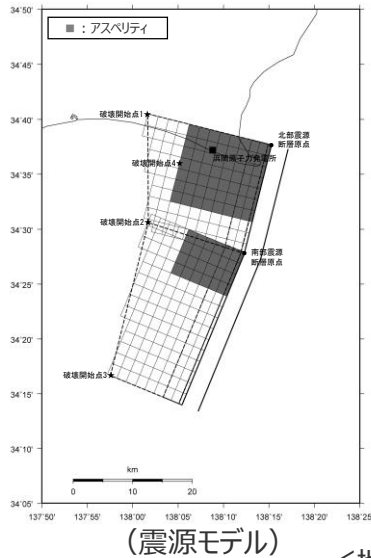 34°50'
■ : アスペリティ
34°45'
34°40'
破壊開始点1
北部震源
断層原点
浜岡原子力発電所
破壊開始点4
34°35'
34°30'
破壊開始点2
南部震源
断層原点
34°25'
34°20'
破壊開始点3
34°15'
34°10'
km
0 10 20
34°05'
137°50' 137°55' 138°00' 138°05' 138°10' 138°15' 138°20' 138°25'
(震源モデル)